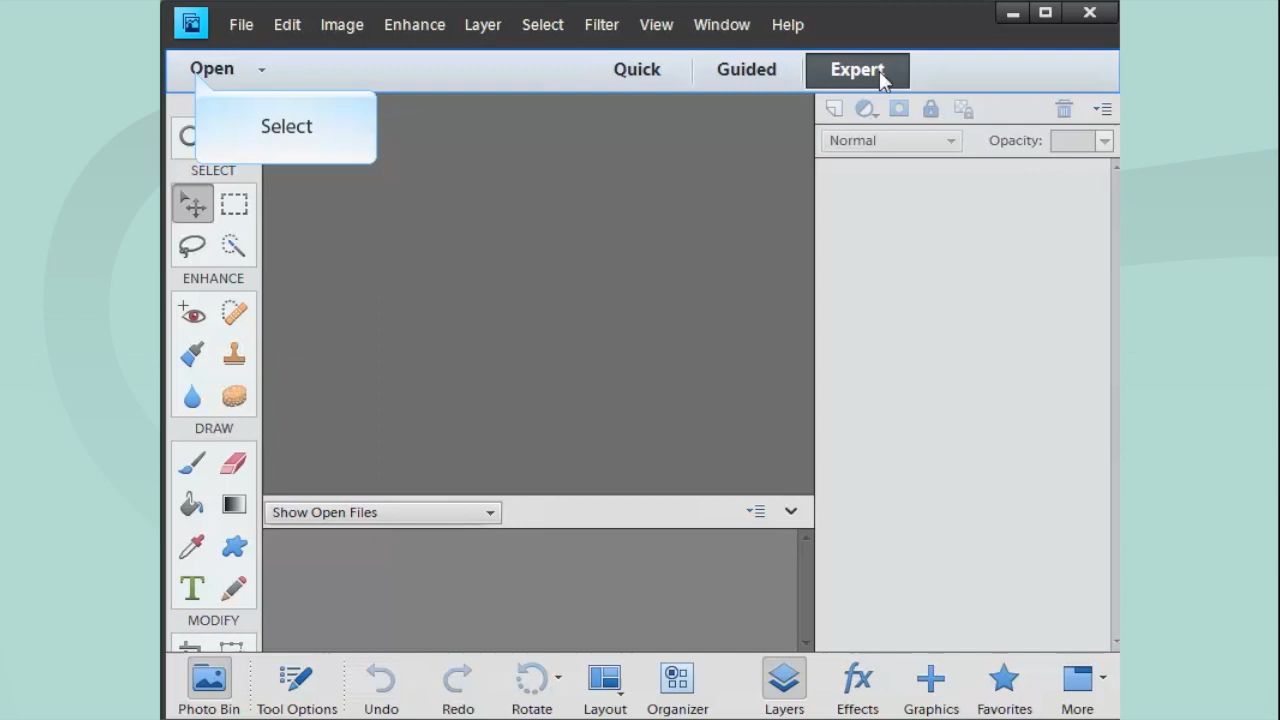 File Edit Image Enhance Layer Select Filter View Window Help
Open Quick Guided Expert
Select
Normal Opacity:
SELECT
ENHANCE
DRAW
Show Open Files
T
MODIFY
fx
Photo Bin Tool Options Undo Redo Rotate Layout Organizer Layers Effects Graphics Favorites More